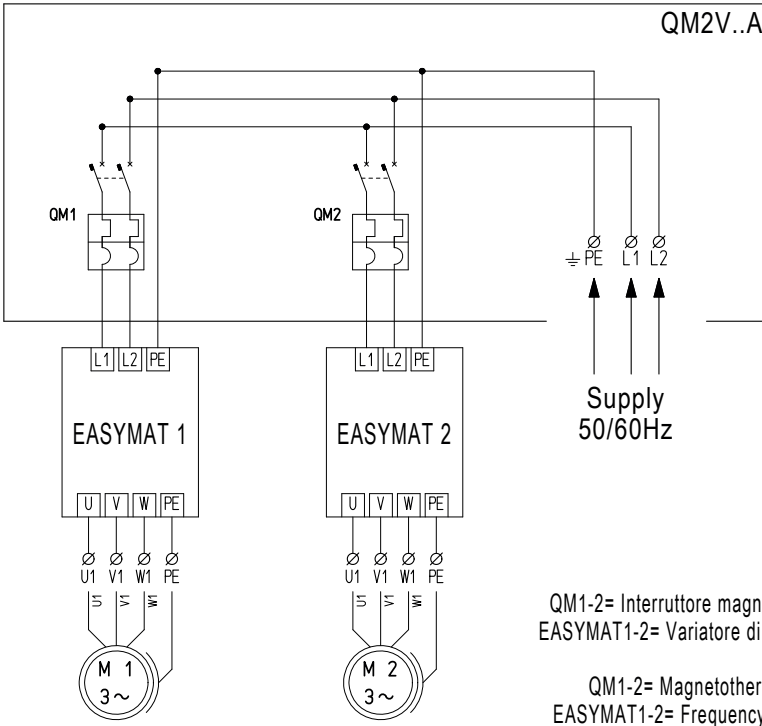 QM2V..A
QM1
QM2
PE L1 L2
L1 L2 PE
L1 L2 PE
Supply
50/60Hz
EASYMAT 1
EASYMAT 2
U V W PE
U V W PE
U1 V1 W1 PE
U1 V1 W1 PE
U1 V1 W1
U1 V1 W1
M 1
3~
M 2
3~
QM1-2= Interruttore magn
EASYMAT1-2= Variatore di
QM1-2= Magnetother
EASYMAT1-2= Frequency